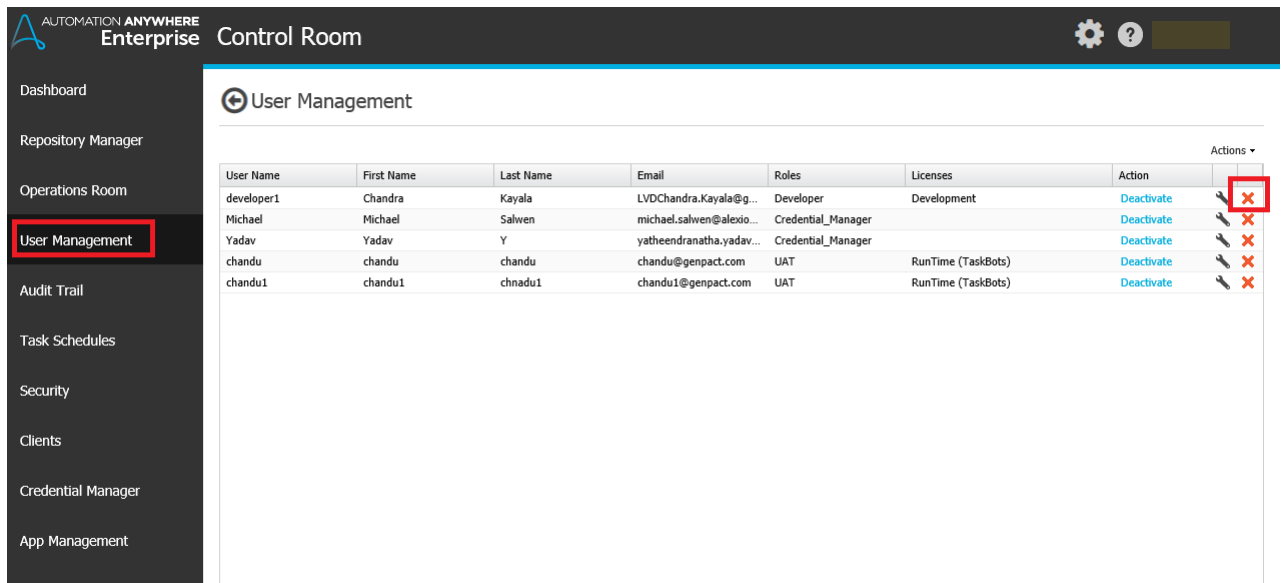 AUTOMATION ANYWHERE
Enterprise Control Room
?
Dashboard
Repository Manager
Operations Room
User Management
Audit Trail
Task Schedules
Security
Clients
Credential Manager
App Management
User Management
Actions
User Name First Name Last Name Email Roles Licenses Action
developer1 Chandra Kayala LVDChandra.Kayala@g... Developer Development Deactivate
Michael Michael Salwen michael.salwen@alexio... Credential_Manager Deactivate
Yadav Yadav Y yatheendranatha.yadav... Credential_Manager Deactivate
chandu chandu chandu chandu@genpact.com UAT RunTime (TaskBots) Deactivate
chandu1 chandu1 chnadu1 chandu1@genpact.com UAT RunTime (TaskBots) Deactivate